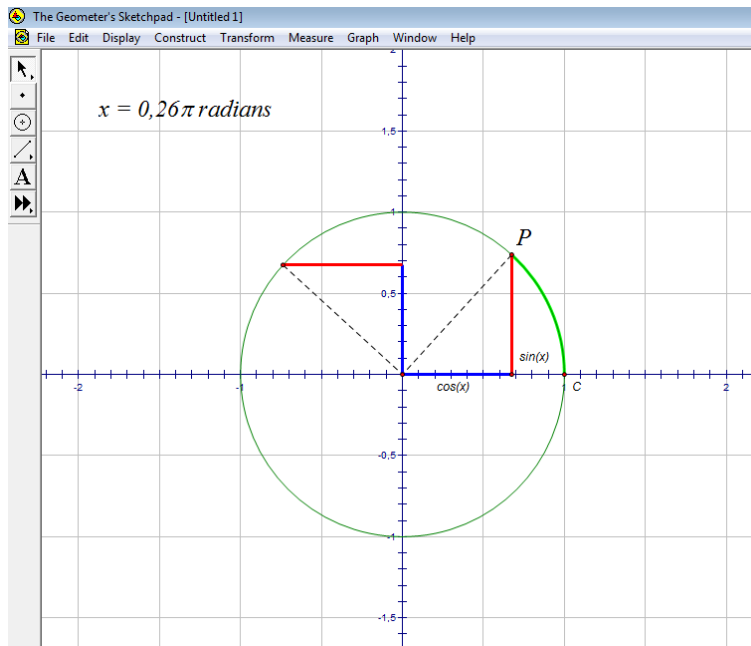 The Geometer's Sketchpad - [Untitled 1]
File Edit Display Construct Transform Measure Graph Window Help
2
x = 0,26π radians
1,5
1
P
0,5
A
sin(x)
-2 -1 cos(x) 1 C 2
-0,5
-1
-1,5